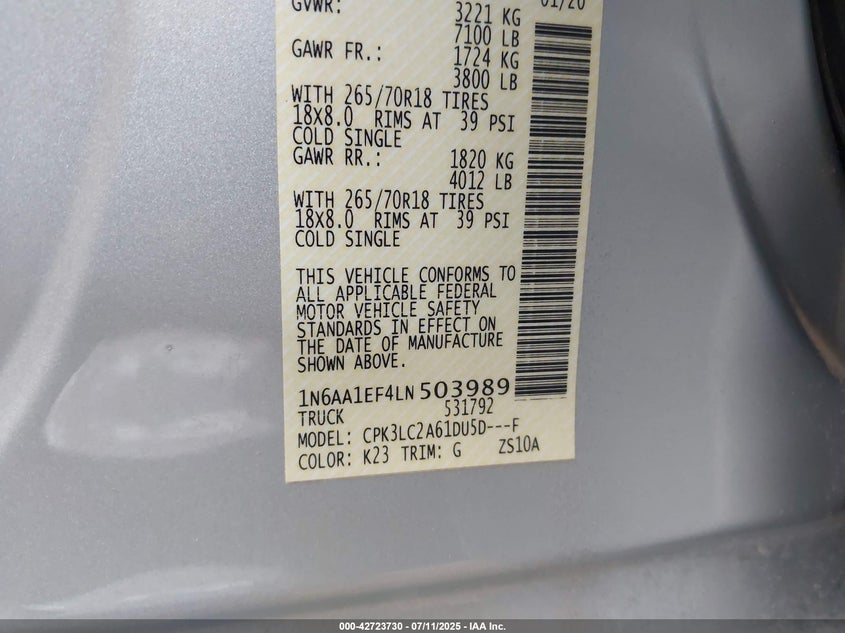 GVWR: 01/20
3221 KG
7100 LB
GAWR FR.: 1724 KG
3800 LB
WITH 265/70R18 TIRES
18X8.0 RIMS AT 39 PSI
COLD SINGLE
GAWR RR.: 1820 KG
4012 LB
WITH 265/70R18 TIRES
18X8.0 RIMS AT 39 PSI
COLD SINGLE
THIS VEHICLE CONFORMS TO
ALL APPLICABLE FEDERAL
MOTOR VEHICLE SAFETY
STANDARDS IN EFFECT ON
THE DATE OF MANUFACTURE
SHOWN ABOVE.
1N6AA1EF4LN 503989
TRUCK 531792
MODEL: CPK3LC2A61DU5D---F
COLOR: K23 TRIM: G ZS10A
000-42723730 - 07/11/2025 - IAA Inc.